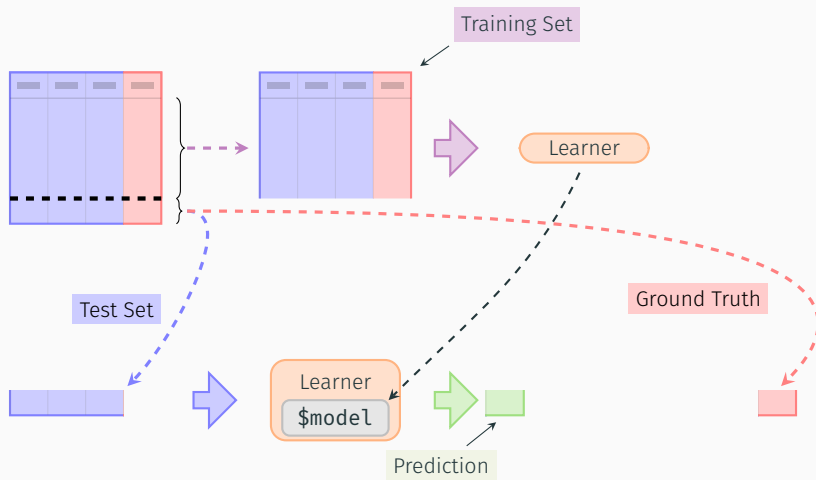 Training Set
Learner
Test Set
Ground Truth
Learner
$model
Prediction